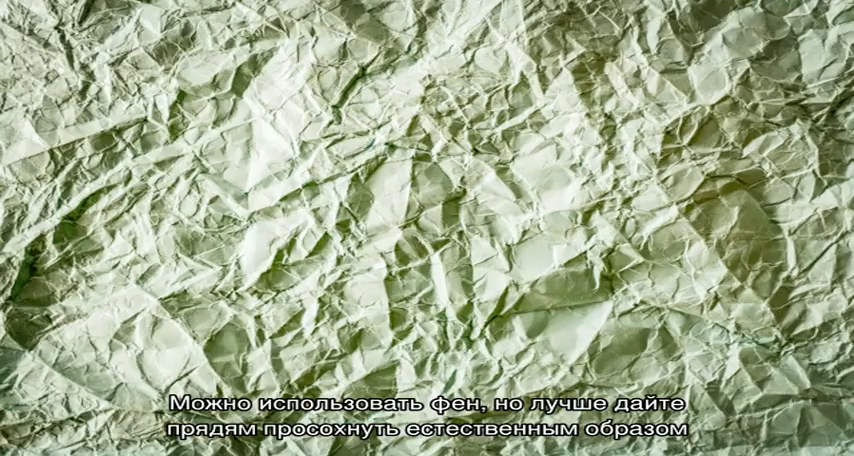 Можно использовать фен, но лучше дайте
прядям просохнуть естественным образом